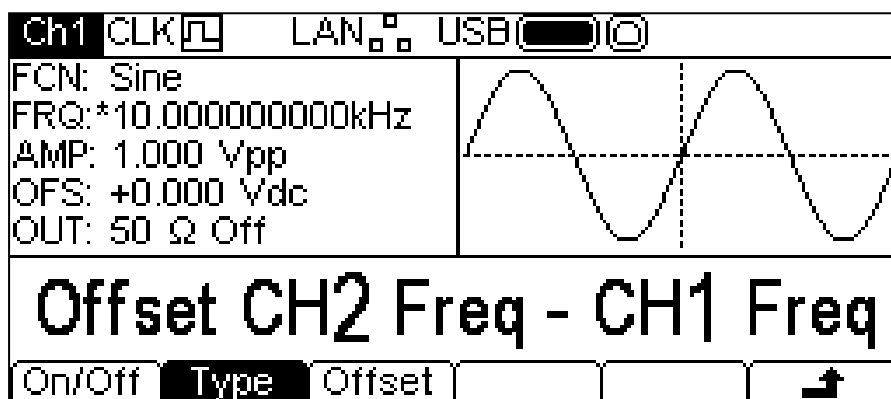 Ch1 CLK LAN USB
FCN: Sine
FRQ:*10.000000000kHz
AMP: 1.000 Vpp
OFS: +0.000 Vdc
OUT: 50 Ω Off
Offset CH2 Freq - CH1 Freq
On/Off Type Offset